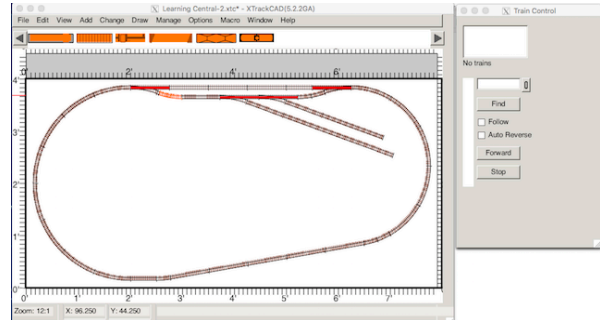 Learning Central-2.xtc* - XTrackCAD(5.2.2GA)
File Edit View Add Change Draw Manage Options Macro Window Help
2' 4' 6'
4'
3'
2'
1'
0'
0' 1' 2' 3' 4' 5' 6' 7'
Zoom: 12:1 X: 96.250 Y: 44.250
Train Control
No trains
0
Find
Follow
Auto Reverse
Forward
Stop